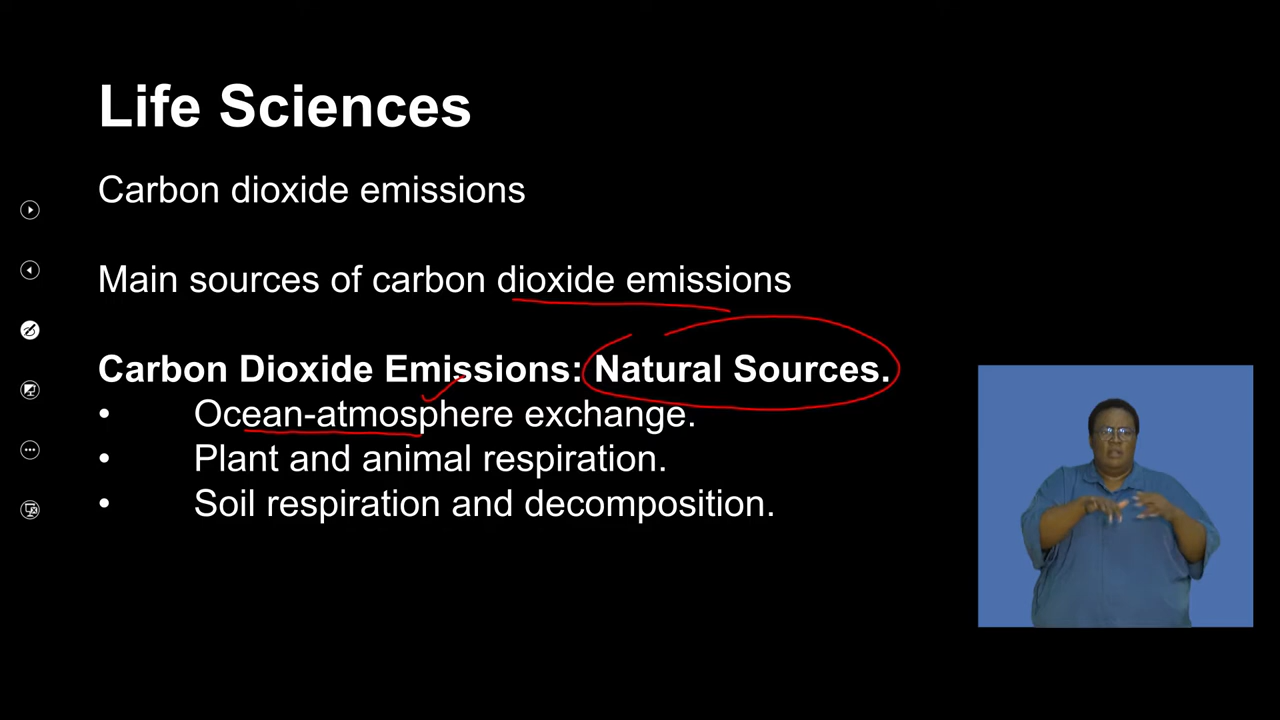 Life Sciences
Carbon dioxide emissions
Main sources of carbon dioxide emissions
Carbon Dioxide Emissions: Natural Sources.
• Ocean-atmosphere exchange.
• Plant and animal respiration.
• Soil respiration and decomposition.